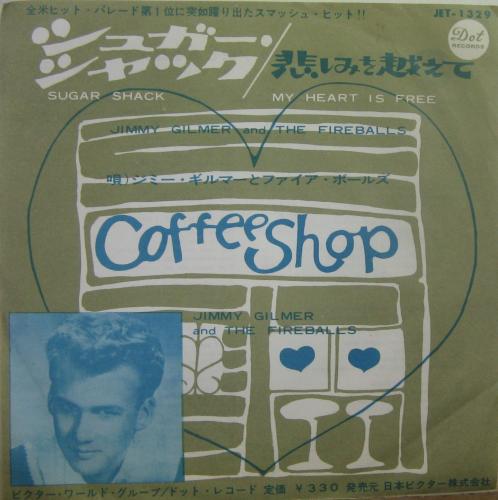 全米ヒット・パレード第1位に突如躍り出たスマッシュ・ヒット!!
JET-1329
シュガー・シャック/悲しみを越えて
Dot
RECORDS
SUGAR SHACK
MY HEART IS FREE
JIMMY GILMER and THE FIREBALLS
唄)ジミー・ギルマーとファイア・ボールズ
CoffeeShop
JIMMY GILMER
and THE FIREBALLS
ビクター・ワールド・グループ/ドット・レコード 定価 ¥330 発売元 日本ビクター株式会社